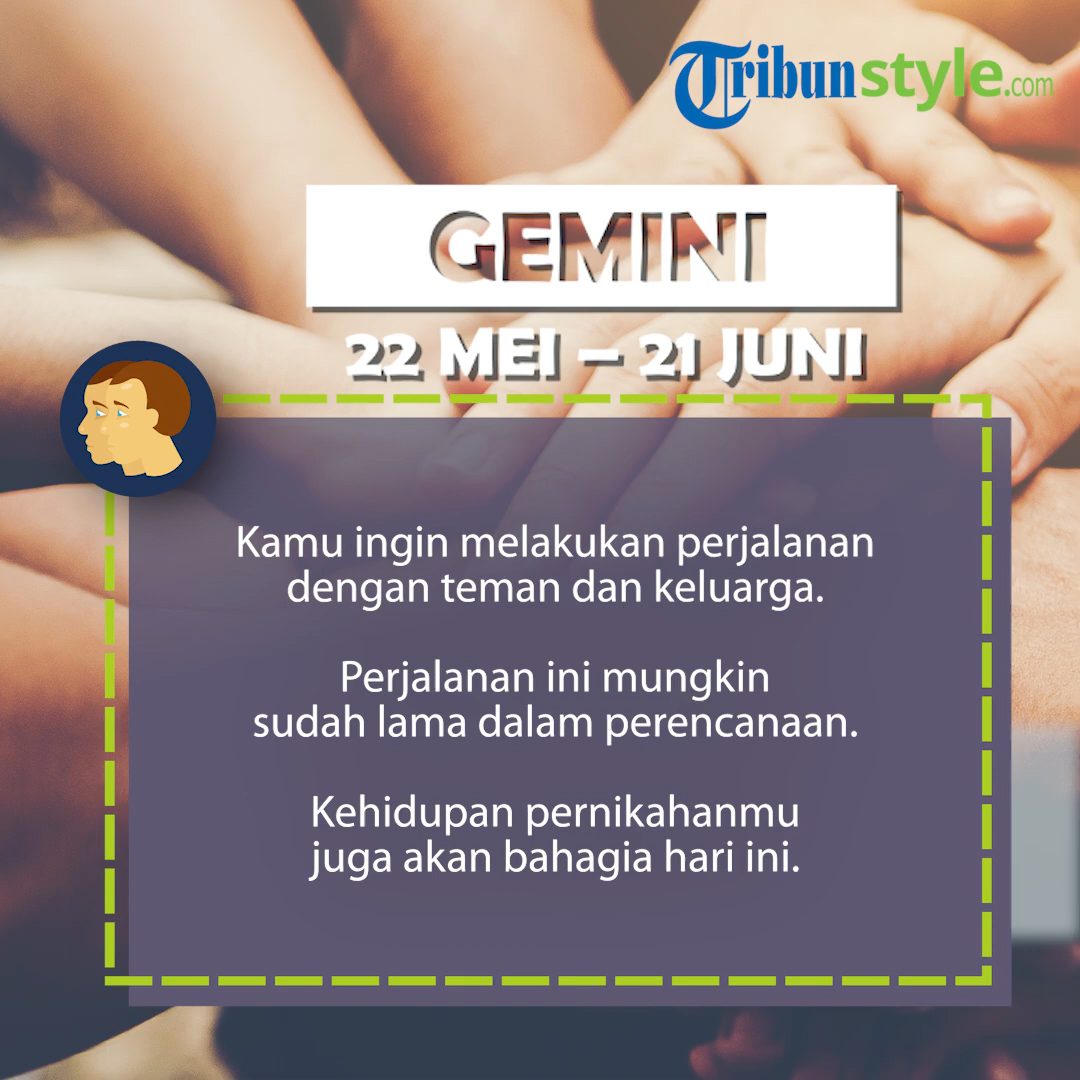 Tribunstyle.com
GEMINI
22 MEI – 21 JUNI
Kamu ingin melakukan perjalanan
dengan teman dan keluarga.
Perjalanan ini mungkin
sudah lama dalam perencanaan.
Kehidupan pernikahanmu
juga akan bahagia hari ini.